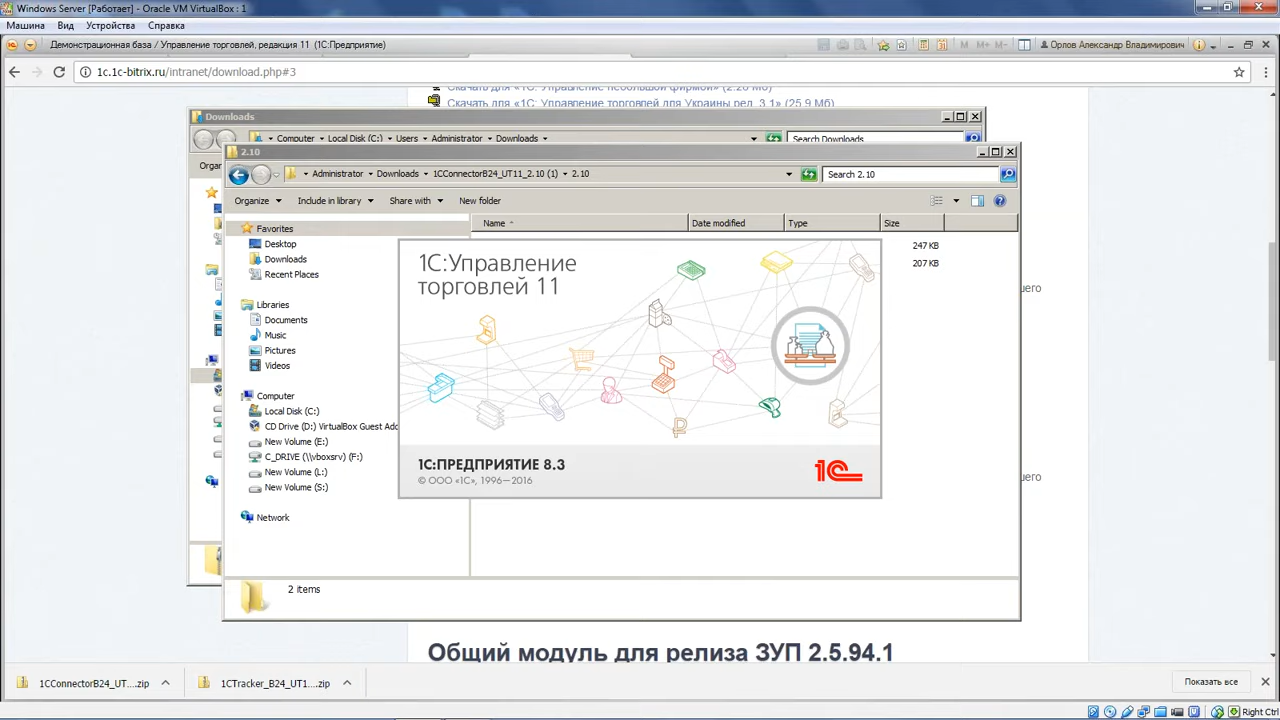 Windows Server [Работает] - Oracle VM VirtualBox : 1
Машина Вид Устройства Справка
Демонстрационная база / Управление торговлей, редакция 11 (1С:Предприятие)
M M+ M- Орлов Александр Владимирович
1c.1c-bitrix.ru/intranet/download.php#3
Скачать для «1С: Управление торговлей для Украины ред. 3.1» (25.9 Мб)
Downloads
Computer Local Disk (C:) Users Administrator Downloads Search Downloads
Orgar
2.10
Administrator Downloads 1CConnectorB24_UT11_2.10 (1) 2.10 Search 2.10
Organize Include in library Share with New folder
Favorites
Desktop
Downloads
Recent Places
Libraries
Documents
Music
Pictures
Videos
Computer
Local Disk (C:)
CD Drive (D:) VirtualBox Guest Adc
New Volume (E:)
C_DRIVE (\\vboxsrv) (F:)
New Volume (L:)
New Volume (S:)
Network
Name Date modified Type Size
247 KB
207 KB
1С:Управление
торговлей 11
1С:ПРЕДПРИЯТИЕ 8.3
© ООО «1С», 1996—2016
1С
2 items
Общий модуль для релиза ЗУП 2.5.94.1
1CConnectorB24_UT....zip 1CTracker_B24_UT1....zip Показать все
Right Ctrl